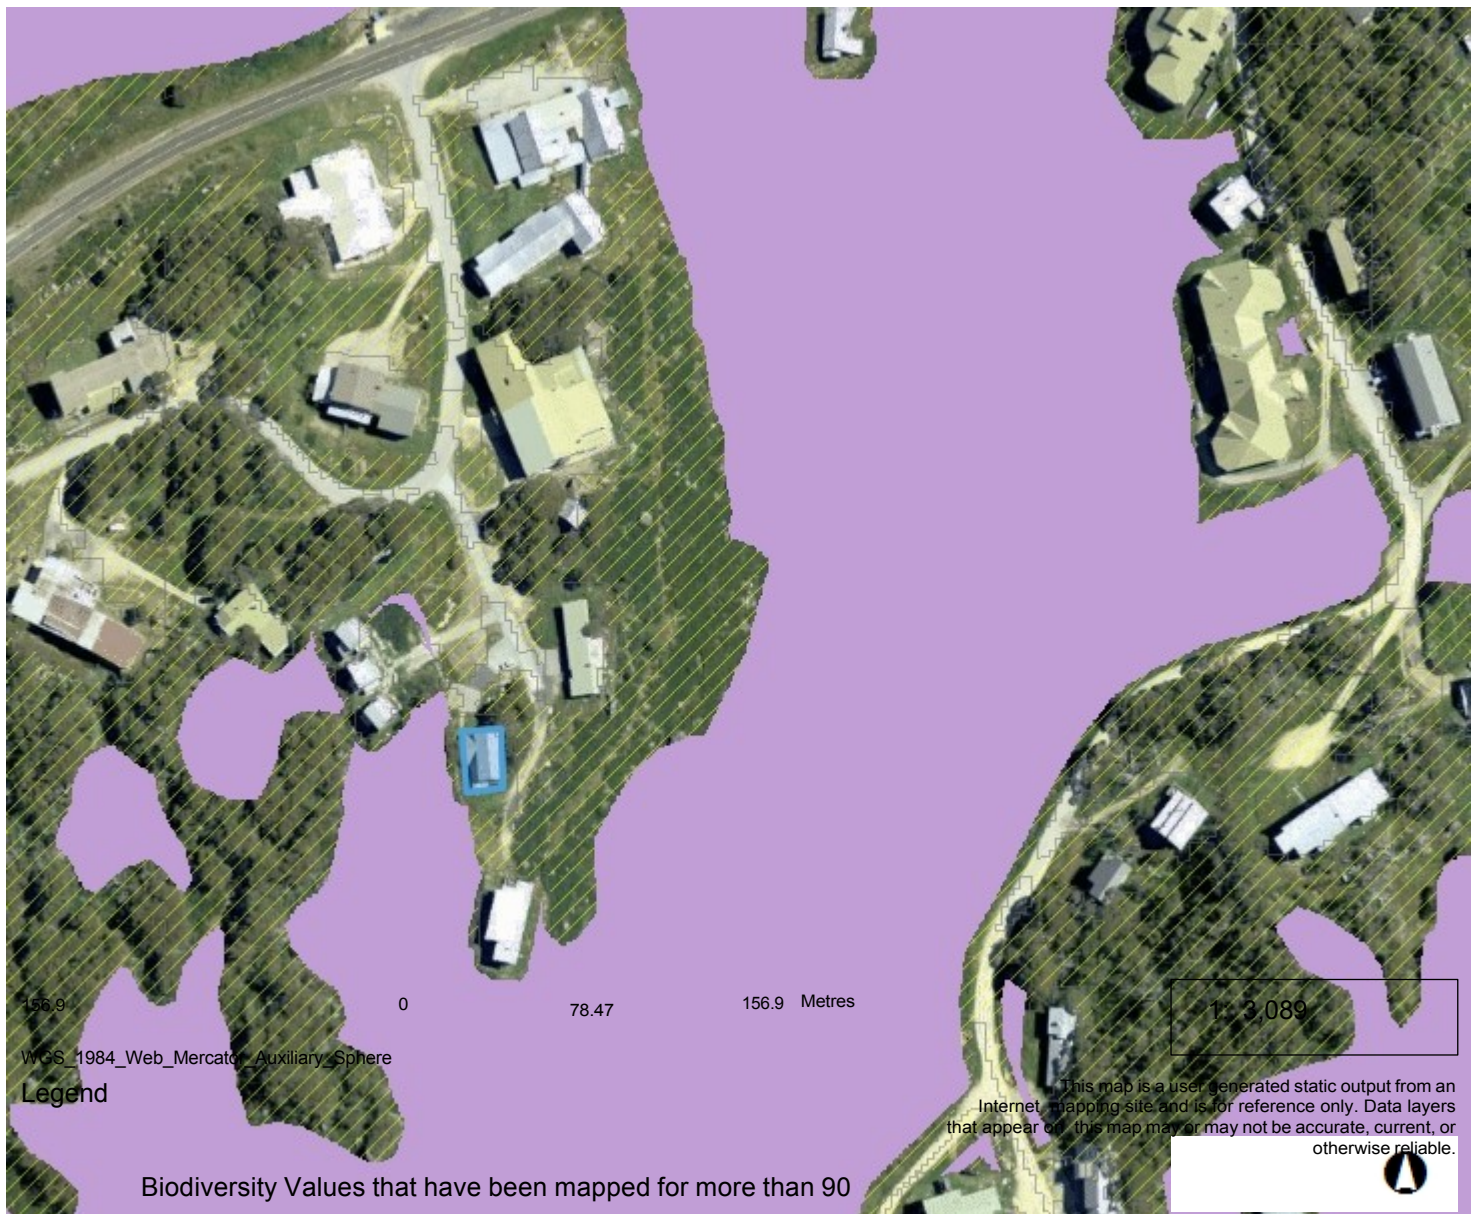 156.9 0 78.47 156.9 Metres
1: 3,089
WGS_1984_Web_Mercator_Auxiliary_Sphere
Legend
This map is a user generated static output from an
Internet mapping site and is for reference only. Data layers
that appear on this map may or may not be accurate, current, or
otherwise reliable.
Biodiversity Values that have been mapped for more than 90